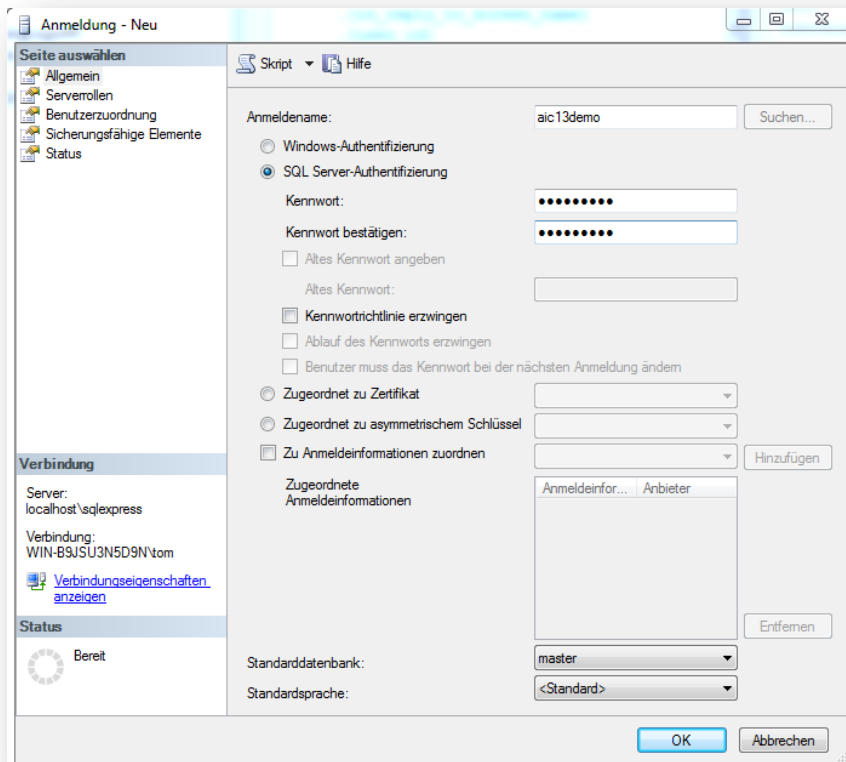 Anmeldung - Neu
Seite auswählen
Allgemein
Serverrollen
Benutzerzuordnung
Sicherungsfähige Elemente
Status
Skript
Hilfe
Anmeldename:
aic13demo
Suchen...
Windows-Authentifizierung
SQL Server-Authentifizierung
Kennwort:
●●●●●●●●●
Kennwort bestätigen:
●●●●●●●●●
Altes Kennwort angeben
Altes Kennwort:
Kennwortrichtlinie erzwingen
Ablauf des Kennworts erzwingen
Benutzer muss das Kennwort bei der nächsten Anmeldung ändern
Zugeordnet zu Zertifikat
Zugeordnet zu asymmetrischem Schlüssel
Zu Anmeldeinformationen zuordnen
Hinzufügen
Zugeordnete
Anmeldeinformationen
Anmeldeinfor... Anbieter
Entfernen
Standarddatenbank:
master
Standardsprache:
<Standard>
Verbindung
Server:
localhost\sqlexpress
Verbindung:
WIN-B9JSU3N5D9N\tom
Verbindungseigenschaften
anzeigen
Status
Bereit
OK
Abbrechen